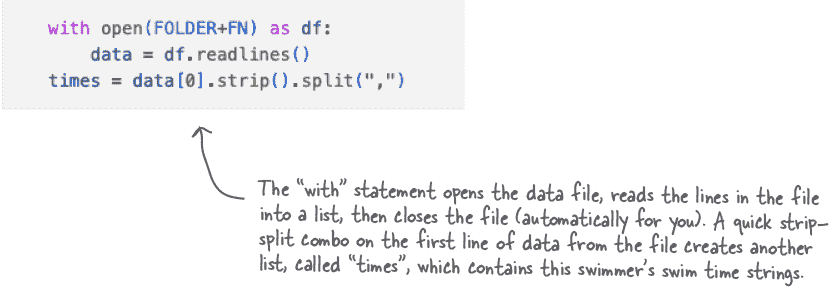 with open(FOLDER+FN) as df:
    data = df.readlines()
times = data[0].strip().split(",")
The “with” statement opens the data file, reads the lines in the file
into a list, then closes the file (automatically for you). A quick strip-
split combo on the first line of data from the file creates another
list, called “times”, which contains this swimmer's swim time strings.